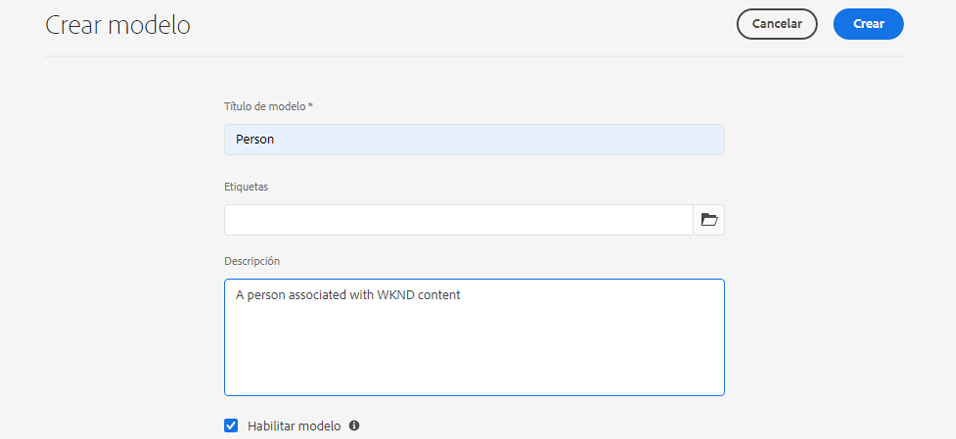 Crear modelo
Cancelar
Crear
Título de modelo *
Person
Etiquetas
Descripción
A person associated with WKND content
Habilitar modelo